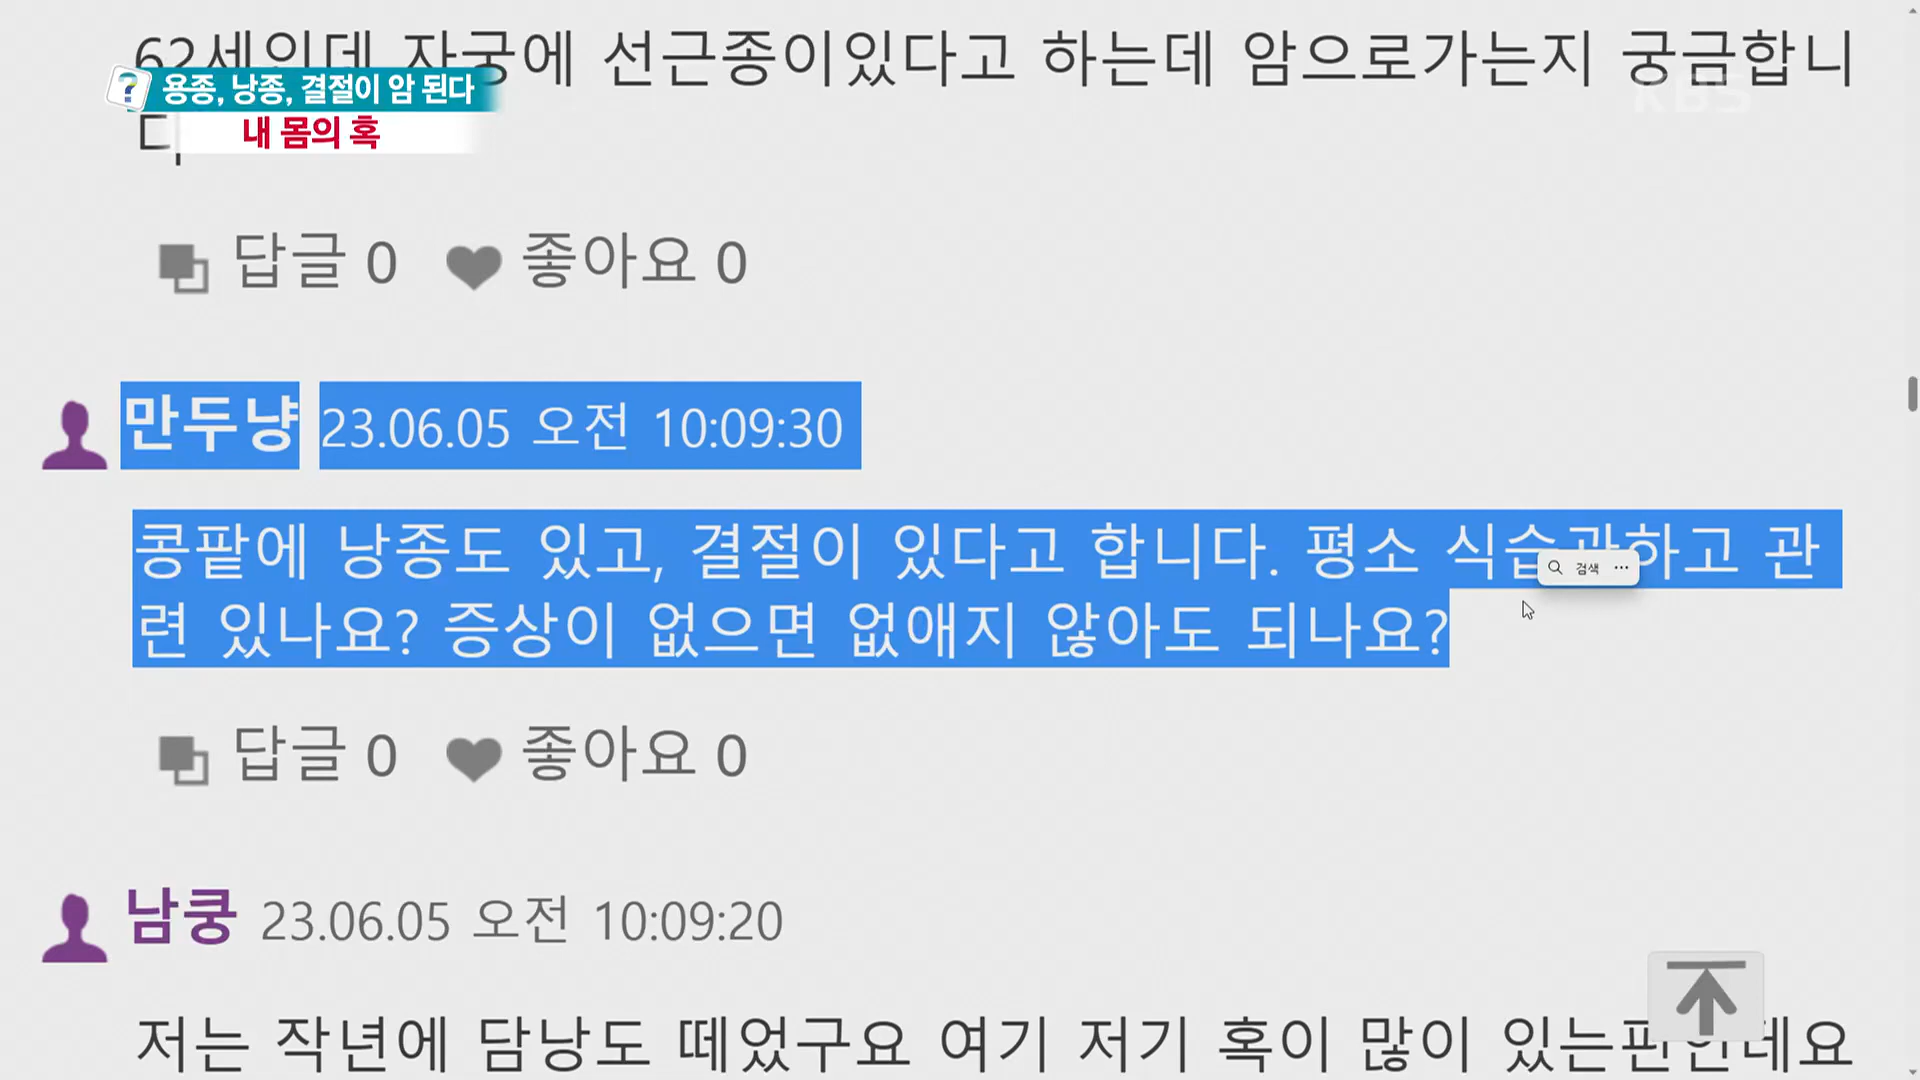 62세인데 자궁에 선근종이있다고 하는데 암으로가는지 궁금합니
다
? 용종, 낭종, 결절이 암 된다
내 몸의 혹
KBS
답글 0 좋아요 0
만두냥 23.06.05 오전 10:09:30
콩팥에 낭종도 있고, 결절이 있다고 합니다. 평소 식습관하고 관
검색 ···
련 있나요? 증상이 없으면 없애지 않아도 되나요?
답글 0 좋아요 0
남쿵 23.06.05 오전 10:09:20
저는 작년에 담낭도 떼었구요 여기 저기 혹이 많이 있는편인데요